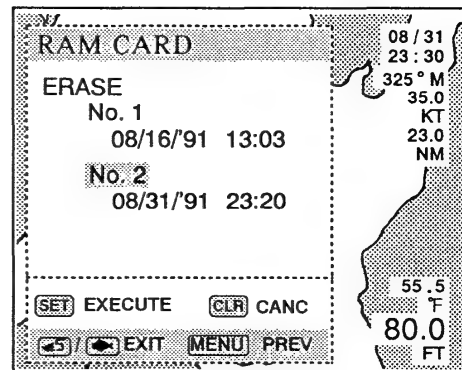 RAM CARD
ERASE
No. 1
08/16/'91 13:03
No. 2
08/31/'91 23:20
SET EXECUTE CLR CANC
5 / EXIT MENU PREV
08 / 31
23 : 30
325° M
35.0
KT
23.0
NM
55 . 5
°F
80.0
FT